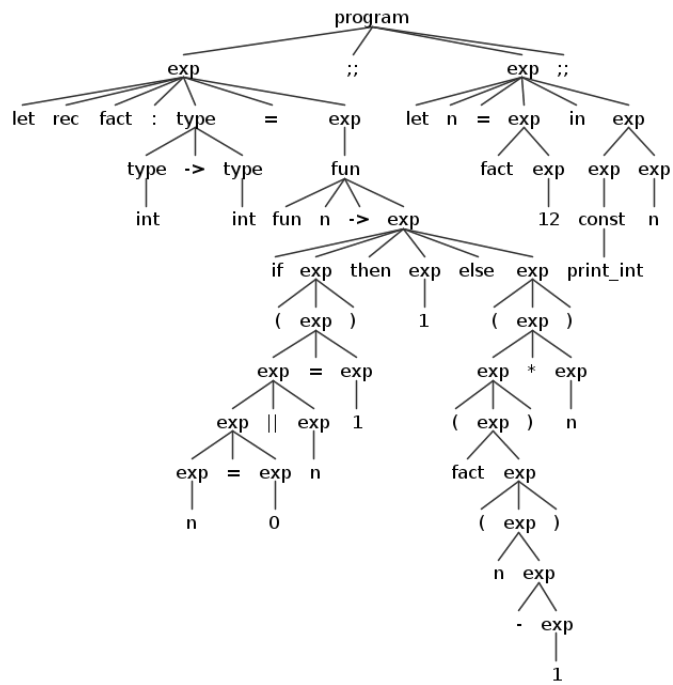 program
exp ;; exp ;;
let rec fact : type = exp let n = exp in exp
type -> type fun fact exp exp exp
int int fun n -> exp 12 const n
if exp then exp else exp print_int
( exp ) 1 ( exp )
exp = exp exp * exp
exp || exp 1 ( exp ) n
exp = exp n fact exp
n 0 ( exp )
n exp
- exp
1